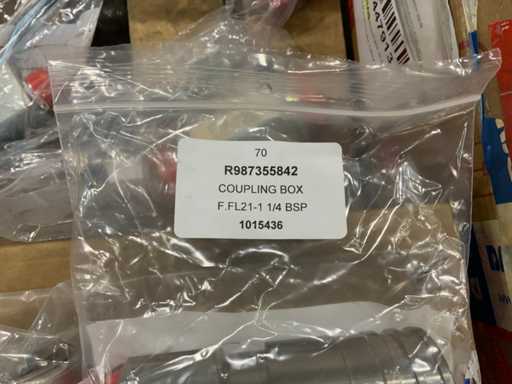 70
R987355842
COUPLING BOX
F.FL21-1 1/4 BSP
1015436